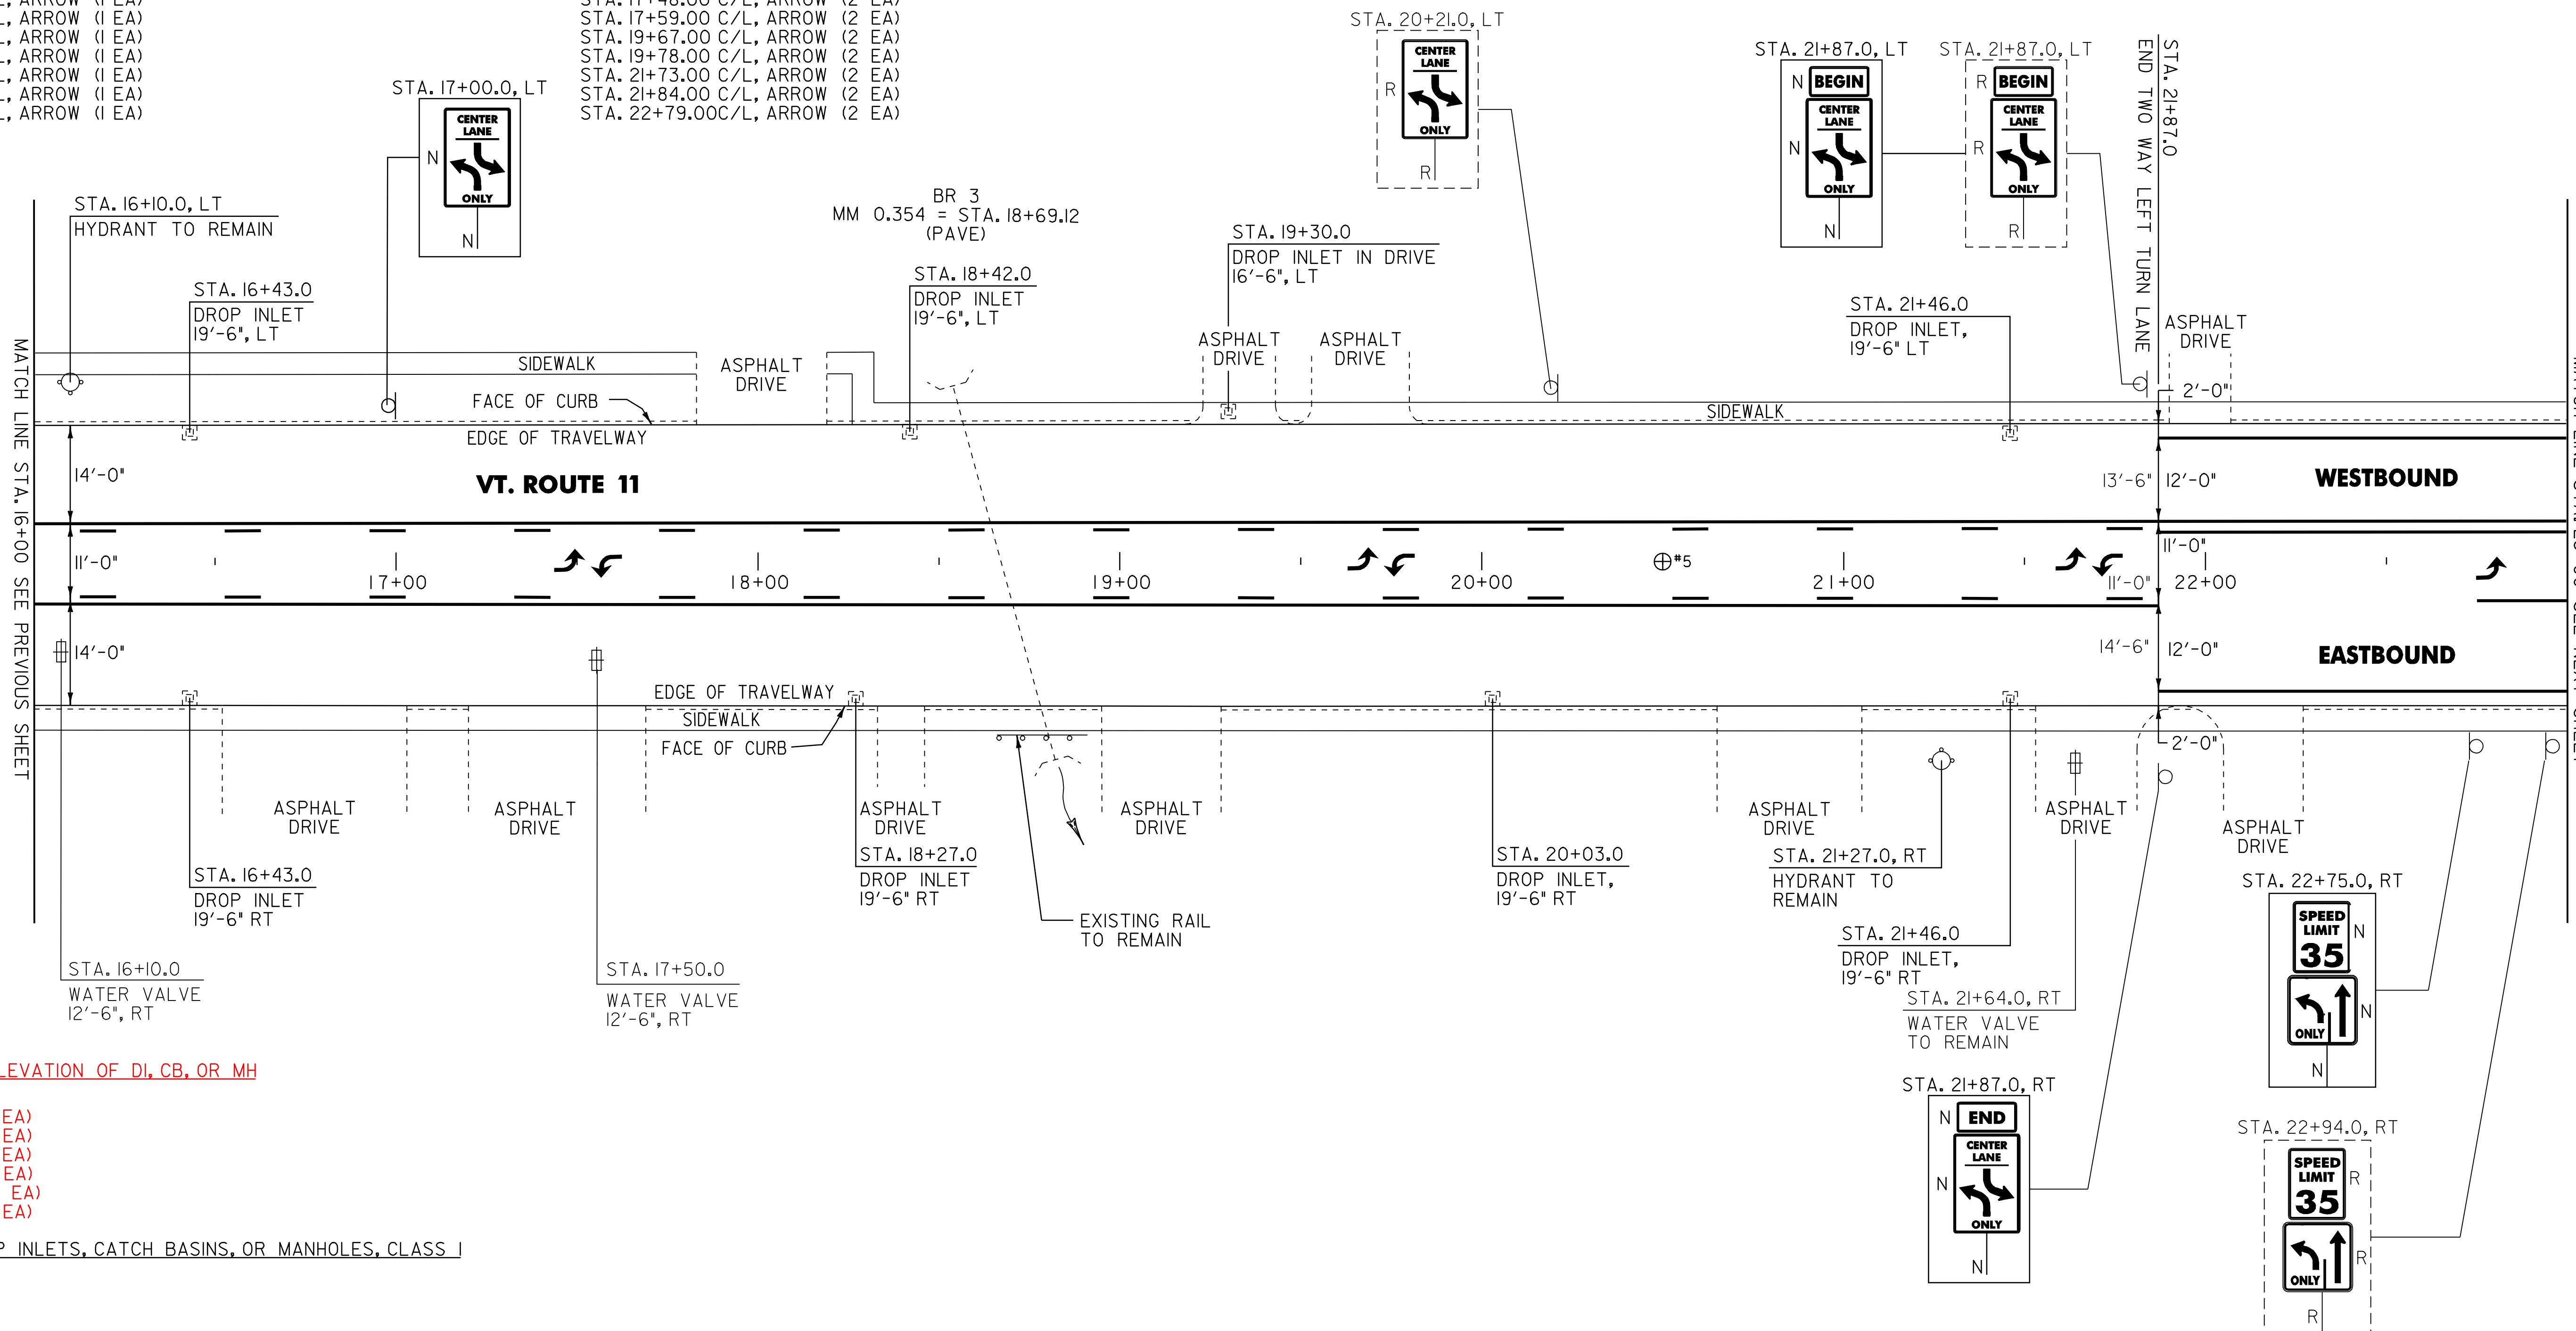 L, ARROW (1 EA)
L, ARROW (1 EA)
L, ARROW (1 EA)
L, ARROW (1 EA)
L, ARROW (1 EA)
L, ARROW (1 EA)
L, ARROW (1 EA)
STA. 17+48.00 C/L, ARROW (2 EA)
STA. 17+59.00 C/L, ARROW (2 EA)
STA. 19+67.00 C/L, ARROW (2 EA)
STA. 19+78.00 C/L, ARROW (2 EA)
STA. 21+73.00 C/L, ARROW (2 EA)
STA. 21+84.00 C/L, ARROW (2 EA)
STA. 22+79.00C/L, ARROW (2 EA)
STA. 17+00.0, LT
CENTER
LANE
ONLY
N
N
STA. 20+21.0, LT
CENTER
LANE
ONLY
R
R
STA. 21+87.0, LT
N BEGIN
CENTER
LANE
N
ONLY
N
STA. 21+87.0, LT
R BEGIN
CENTER
LANE
R
ONLY
R
STA. 21+87.0
END TWO WAY LEFT TURN LANE
STA. 16+10.0, LT
HYDRANT TO REMAIN
STA. 16+43.0
DROP INLET
19'-6", LT
BR 3
MM 0.354 = STA. 18+69.12
(PAVE)
STA. 18+42.0
DROP INLET
19'-6", LT
STA. 19+30.0
DROP INLET IN DRIVE
16'-6", LT
STA. 21+46.0
DROP INLET,
19'-6" LT
SIDEWALK
ASPHALT
DRIVE
ASPHALT
DRIVE
ASPHALT
DRIVE
ASPHALT
DRIVE
FACE OF CURB
EDGE OF TRAVELWAY
SIDEWALK
2'-0"
MATCH LINE STA. 16+00 SEE PREVIOUS SHEET
14'-0"
VT. ROUTE 11
13'-6"
12'-0"
WESTBOUND
11'-0"
17+00
18+00
19+00
20+00
#5
21+00
11'-0"
11'-0"
22+00
14'-0"
14'-6"
12'-0"
EASTBOUND
EDGE OF TRAVELWAY
SIDEWALK
FACE OF CURB
2'-0"
ASPHALT
DRIVE
ASPHALT
DRIVE
ASPHALT
DRIVE
ASPHALT
DRIVE
ASPHALT
DRIVE
ASPHALT
DRIVE
ASPHALT
DRIVE
STA. 16+43.0
DROP INLET
19'-6" RT
STA. 18+27.0
DROP INLET
19'-6" RT
EXISTING RAIL
TO REMAIN
STA. 20+03.0
DROP INLET,
19'-6" RT
STA. 21+27.0, RT
HYDRANT TO
REMAIN
STA. 21+46.0
DROP INLET,
19'-6" RT
STA. 16+10.0
WATER VALVE
12'-6", RT
STA. 17+50.0
WATER VALVE
12'-6", RT
STA. 21+64.0, RT
WATER VALVE
TO REMAIN
STA. 22+75.0, RT
SPEED
LIMIT
35
N
ONLY
N
N
STA. 21+87.0, RT
N END
CENTER
LANE
N
ONLY
N
STA. 22+94.0, RT
SPEED
LIMIT
35
R
ONLY
R
R
LEVATION OF DI, CB, OR MH
EA)
EA)
EA)
EA)
EA)
EA)
P INLETS, CATCH BASINS, OR MANHOLES, CLASS I